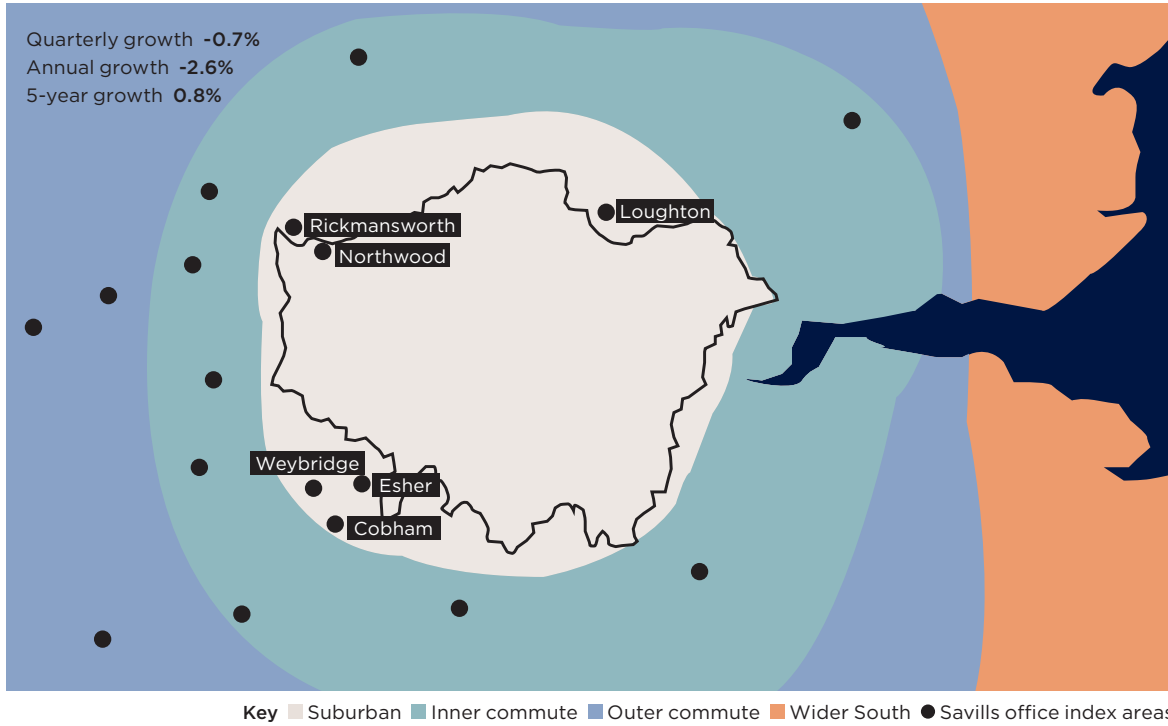 Quarterly growth -0.7%
Annual growth -2.6%
5-year growth 0.8%
Loughton
Rickmansworth
Northwood
Weybridge
Esher
Cobham
Key Suburban Inner commute Outer commute Wider South Savills office index areas